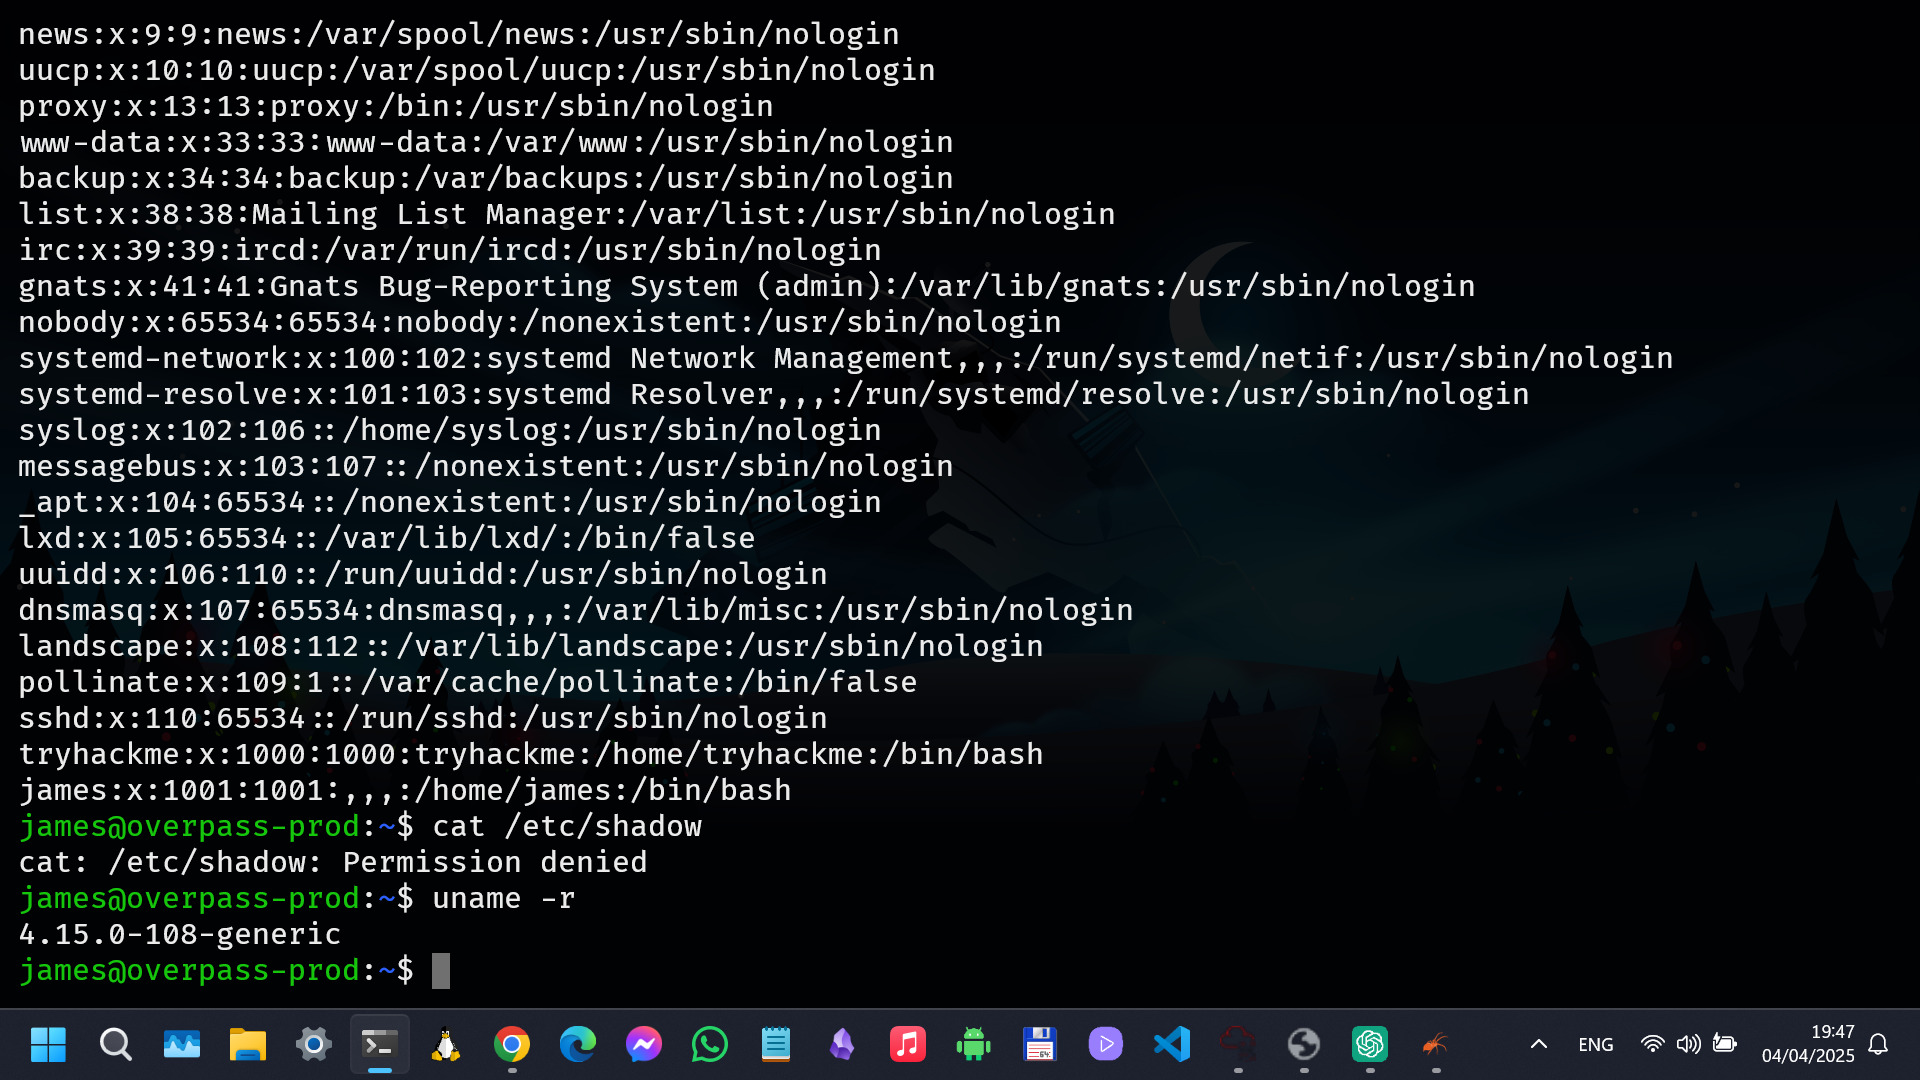 news:x:9:9:news:/var/spool/news:/usr/sbin/nologin
uucp:x:10:10:uucp:/var/spool/uucp:/usr/sbin/nologin
proxy:x:13:13:proxy:/bin:/usr/sbin/nologin
www-data:x:33:33:www-data:/var/www:/usr/sbin/nologin
backup:x:34:34:backup:/var/backups:/usr/sbin/nologin
list:x:38:38:Mailing List Manager:/var/list:/usr/sbin/nologin
irc:x:39:39:ircd:/var/run/ircd:/usr/sbin/nologin
gnats:x:41:41:Gnats Bug-Reporting System (admin):/var/lib/gnats:/usr/sbin/nologin
nobody:x:65534:65534:nobody:/nonexistent:/usr/sbin/nologin
systemd-network:x:100:102:systemd Network Management,,,:/run/systemd/netif:/usr/sbin/nologin
systemd-resolve:x:101:103:systemd Resolver,,,:/run/systemd/resolve:/usr/sbin/nologin
syslog:x:102:106::/home/syslog:/usr/sbin/nologin
messagebus:x:103:107::/nonexistent:/usr/sbin/nologin
_apt:x:104:65534::/nonexistent:/usr/sbin/nologin
lxd:x:105:65534::/var/lib/lxd/:/bin/false
uuidd:x:106:110::/run/uuidd:/usr/sbin/nologin
dnsmasq:x:107:65534:dnsmasq,,,:/var/lib/misc:/usr/sbin/nologin
landscape:x:108:112::/var/lib/landscape:/usr/sbin/nologin
pollinate:x:109:1::/var/cache/pollinate:/bin/false
sshd:x:110:65534::/run/sshd:/usr/sbin/nologin
tryhackme:x:1000:1000:tryhackme:/home/tryhackme:/bin/bash
james:x:1001:1001:,,,:/home/james:/bin/bash
james@overpass-prod:~$ cat /etc/shadow
cat: /etc/shadow: Permission denied
james@overpass-prod:~$ uname -r
4.15.0-108-generic
james@overpass-prod:~$
64
ENG
19:47
04/04/2025